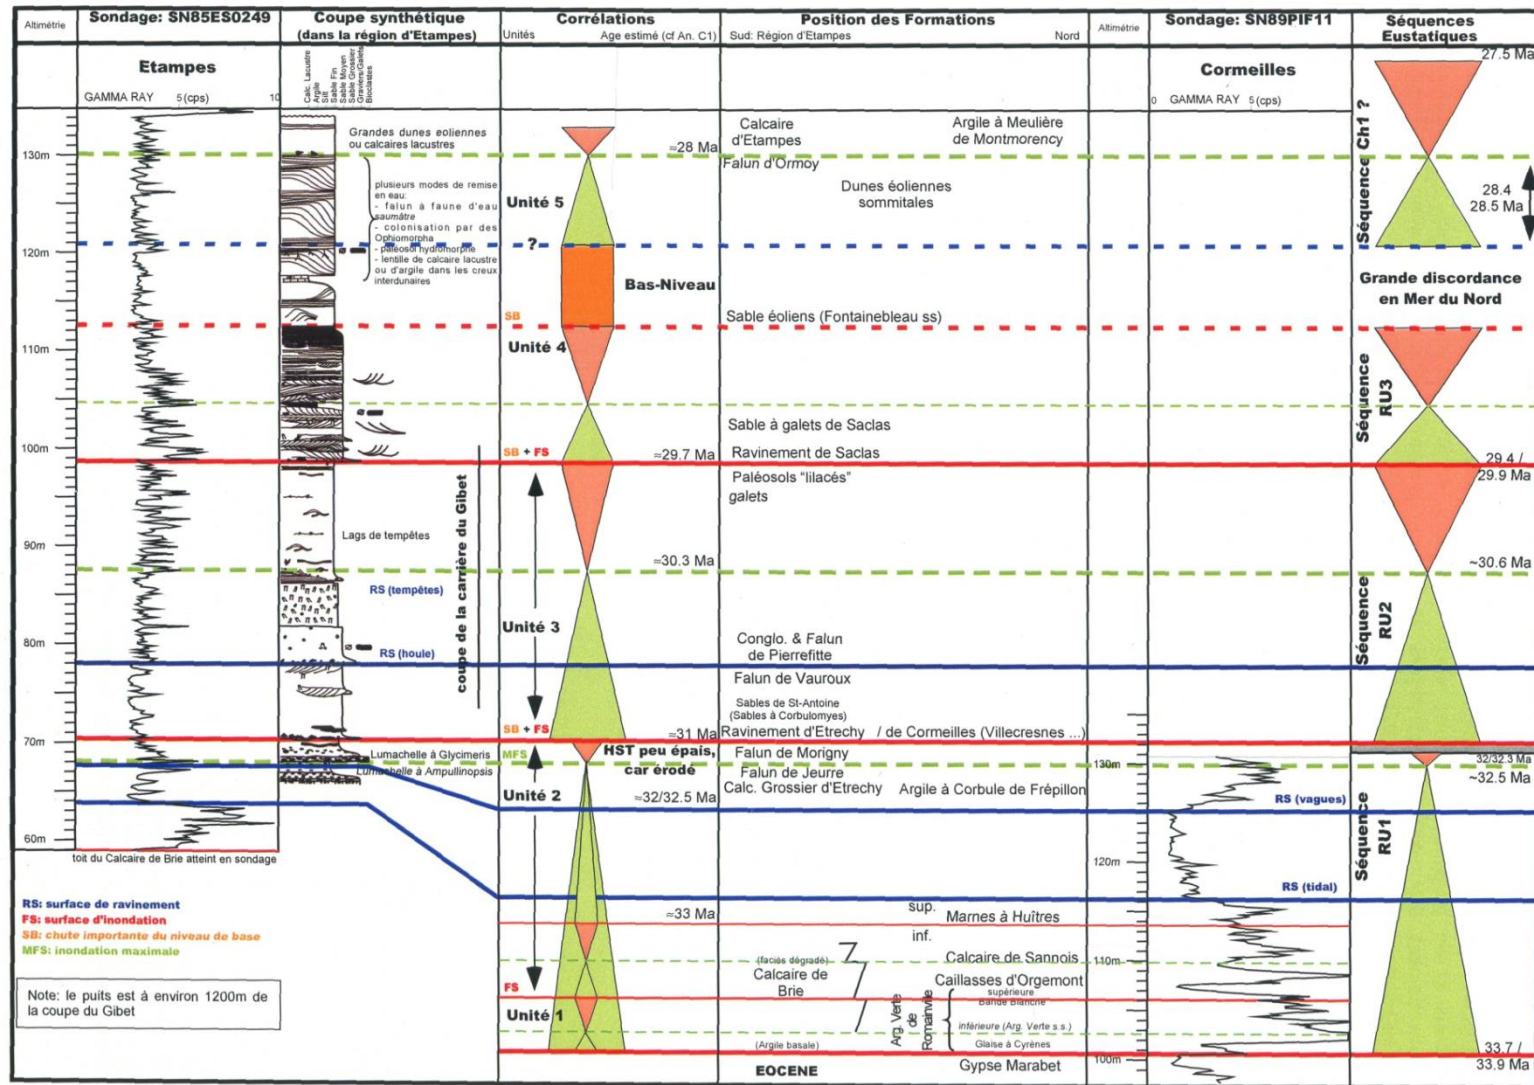 Altimétrie
Sondage: SN85ES0249
Coupe synthétique
(dans la région d'Etampes)
Corrélations
Unités
Age estimé (cf An. C1)
Position des Formations
Sud: Région d'Etampes
Nord
Altimétrie
Sondage: SN89PIF11
Séquences
Eustatiques
Etampes
GAMMA RAY 5 (cps) 10
Calc. Lacustre
Argile
Silt
Sable Fin
Sable Moyen
Sable Grossier
Graviers/Galets
Bioclastes
Cormeilles
0 GAMMA RAY 5 (cps)
27.5 Ma
130m
120m
110m
100m
90m
80m
70m
60m
toit du Calcaire de Brie atteint en sondage
Grandes dunes eoliennes
ou calcaires lacustres
plusieurs modes de remise
en eau:
- falun à faune d'eau
saumâtre
- colonisation par des
Ophiomorpha
- paléosol hydromorphe
- lentille de calcaire lacustre
ou d'argile dans les creux
interdunaires
Lags de tempêtes
RS (tempêtes)
RS (houle)
coupe de la carrière du Gibet
Lumachelle à Glycimeris
Lumachelle à Ampullinopsis
≈28 Ma
Unité 5
?
Bas-Niveau
SB
Unité 4
SB + FS
≈29.7 Ma
≈30.3 Ma
Unité 3
SB + FS
≈31 Ma
MFS
HST peu épais,
car érodé
Unité 2
≈32/32.5 Ma
≈33 Ma
FS
Unité 1
Calcaire
d'Etampes
Argile à Meulière
de Montmorency
Falun d'Ormoy
Dunes éoliennes
sommitales
Sable éoliens (Fontainebleau ss)
Sable à galets de Saclas
Ravinement de Saclas
Paléosols "lilacés"
galets
Conglo. & Falun
de Pierrefitte
Falun de Vauroux
Sables de St-Antoine
(Sables à Corbulomyes)
Ravinement d'Etrechy / de Cormeilles (Villecresnes ...)
Falun de Morigny
Falun de Jeurre
Calc. Grossier d'Etrechy
Argile à Corbule de Frépillon
sup.
Marnes à Huîtres
inf.
(faciès dégradé)
Calcaire de Sannois
Calcaire de
Brie
Caillasses d'Orgemont
Arg. Verte
de
Romainville
supérieure
Bande Blanche
inférieure (Arg. Verte s.s.)
(Argile basale)
Glaise à Cyrènes
EOCENE
Gypse Marabet
130m
120m
110m
100m
RS (vagues)
RS (tidal)
Séquence Ch1 ?
28.4
28.5 Ma
Grande discordance
en Mer du Nord
Séquence
RU3
29.4 /
29.9 Ma
~30.6 Ma
Séquence
RU2
32/32.3 Ma
~32.5 Ma
Séquence
RU1
33.7 /
33.9 Ma
RS: surface de ravinement
FS: surface d'inondation
SB: chute importante du niveau de base
MFS: inondation maximale
Note: le puits est à environ 1200m de
la coupe du Gibet